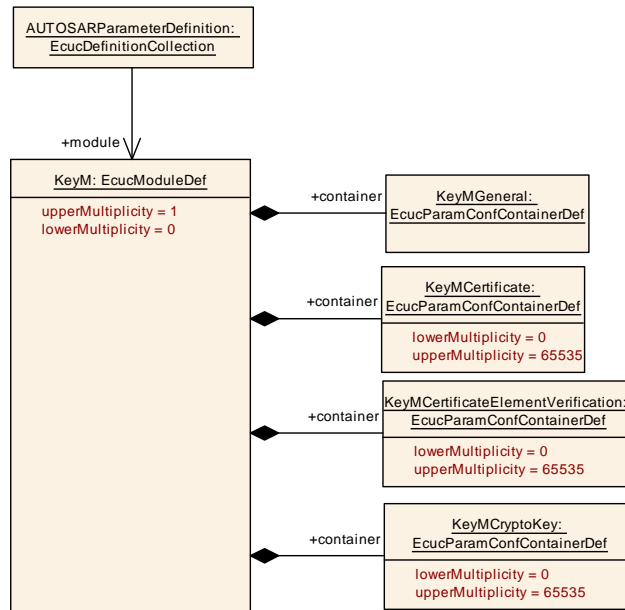 AUTOSARParameterDefinition:
EcucDefinitionCollection
+module
KeyM: EcucModuleDef
upperMultiplicity = 1
lowerMultiplicity = 0
+container
KeyMGeneral:
EcucParamConfContainerDef
+container
KeyMCertificate:
EcucParamConfContainerDef
lowerMultiplicity = 0
upperMultiplicity = 65535
+container
KeyMCertificateElementVerification:
EcucParamConfContainerDef
lowerMultiplicity = 0
upperMultiplicity = 65535
+container
KeyMCryptoKey:
EcucParamConfContainerDef
lowerMultiplicity = 0
upperMultiplicity = 65535